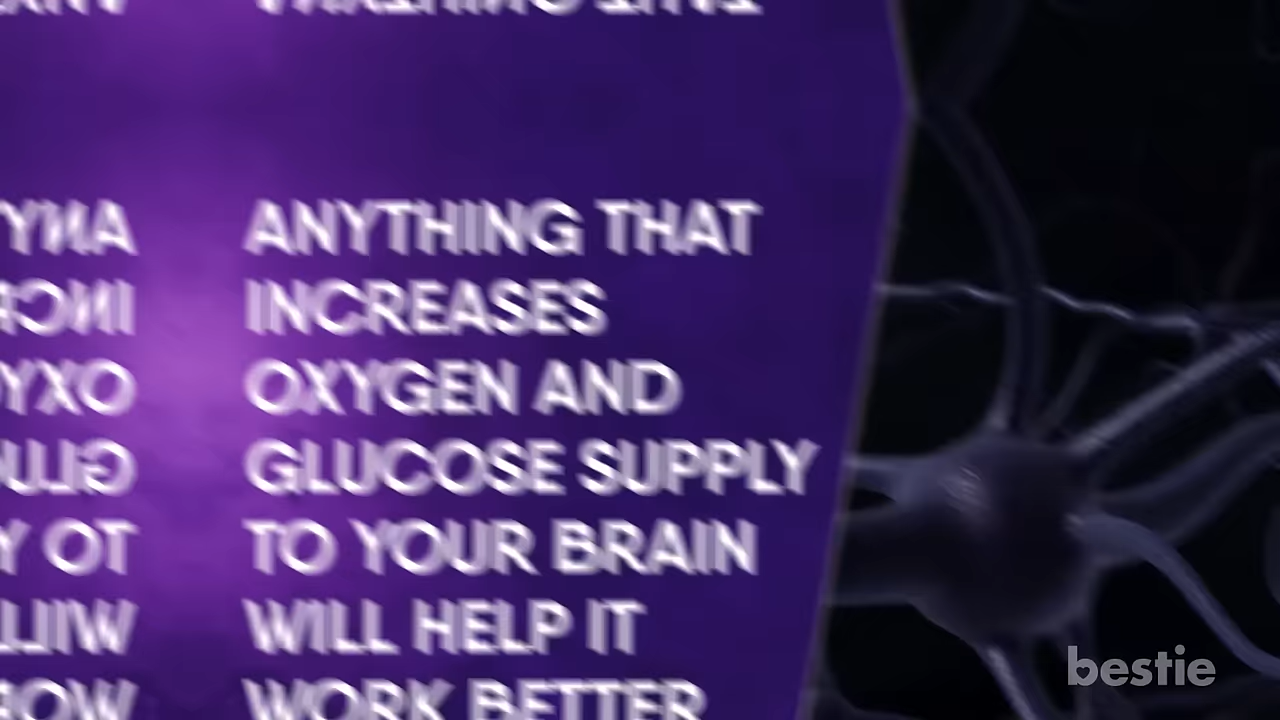 ANYTHING THAT
INCREASES
OXYGEN AND
GLUCOSE SUPPLY
TO YOUR BRAIN
WILL HELP IT
WORK BETTER
bestie